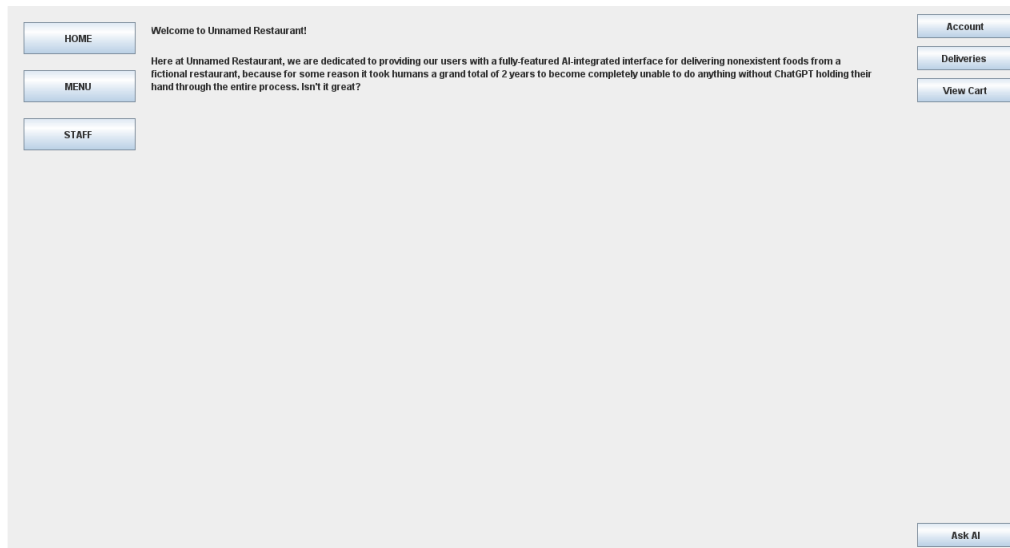 HOME
MENU
STAFF
Welcome to Unnamed Restaurant!
Here at Unnamed Restaurant, we are dedicated to providing our users with a fully-featured AI-integrated interface for delivering nonexistent foods from a
fictional restaurant, because for some reason it took humans a grand total of 2 years to become completely unable to do anything without ChatGPT holding their
hand through the entire process. Isn't it great?
Account
Deliveries
View Cart
Ask AI